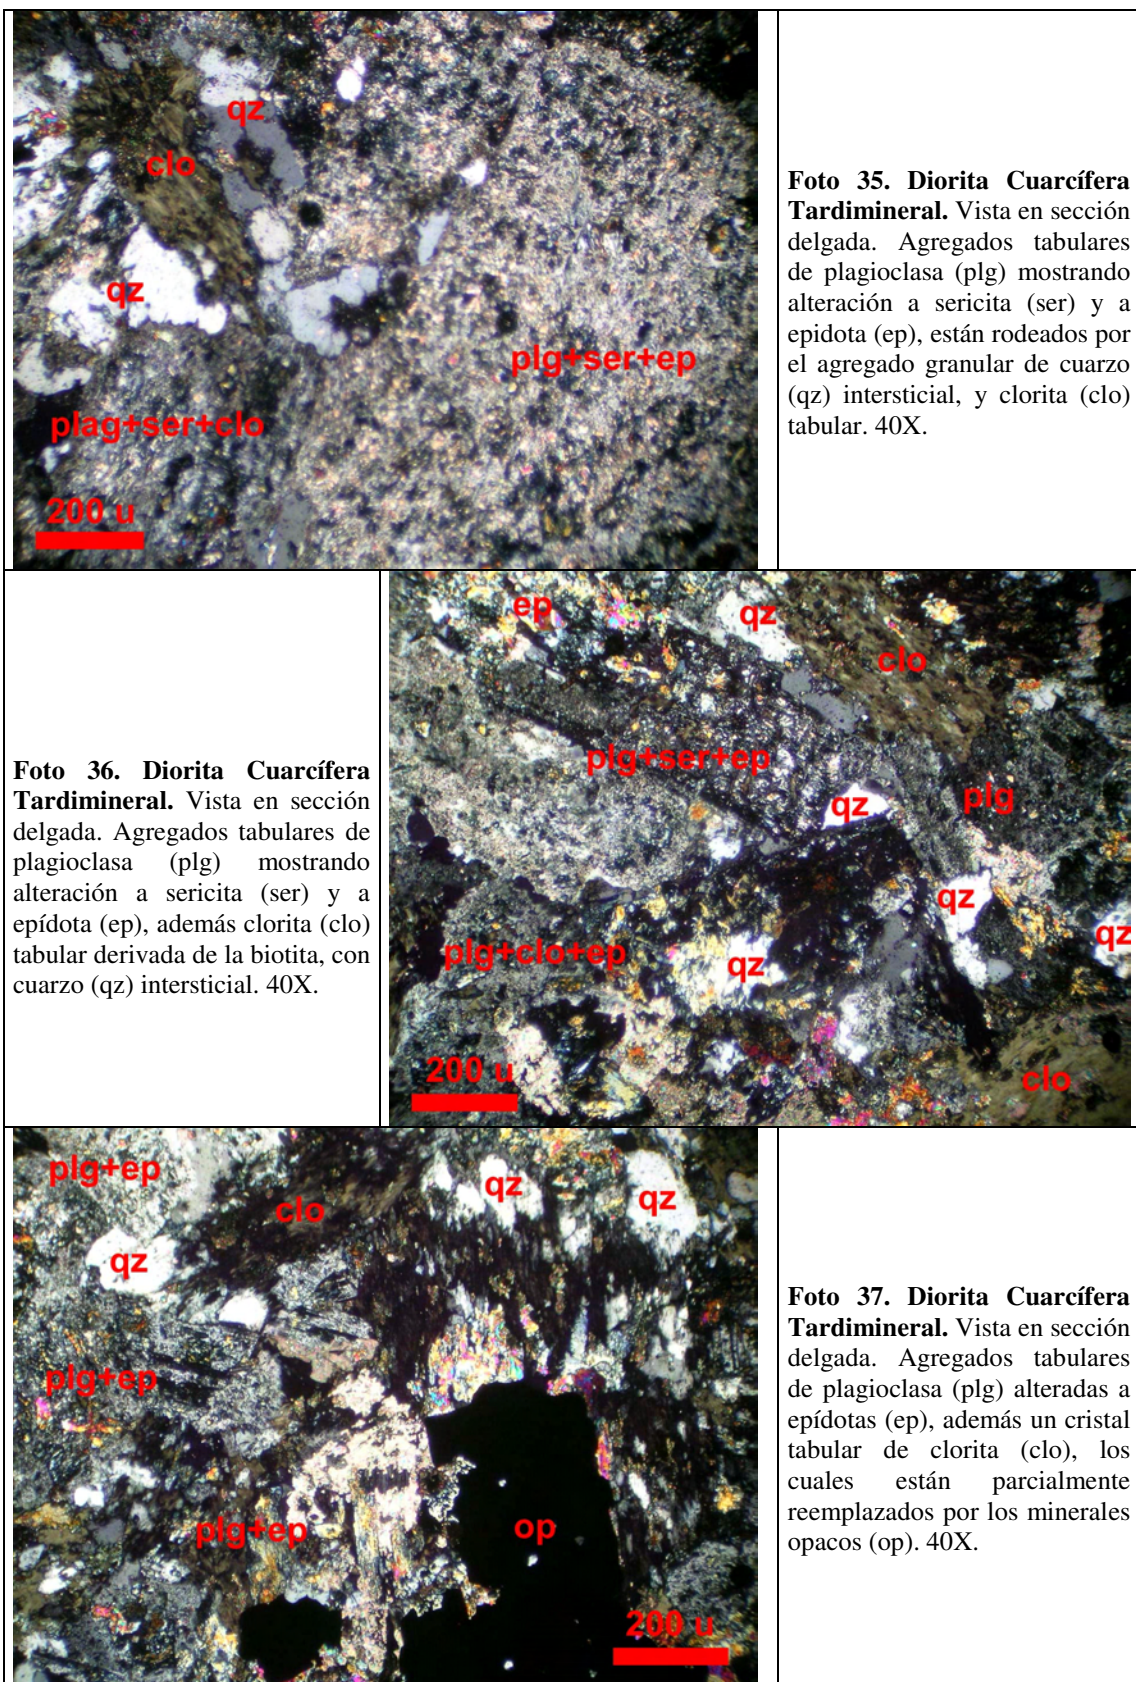 qz
clo
qz
plg+ser+ep
plag+ser+clo
200 u
Foto 35. Diorita Cuarcífera
Tardimineral. Vista en sección
delgada. Agregados tabulares
de plagioclasa (plg) mostrando
alteración a sericita (ser) y a
epidota (ep), están rodeados por
el agregado granular de cuarzo
(qz) intersticial, y clorita (clo)
tabular. 40X.
Foto 36. Diorita Cuarcífera
Tardimineral. Vista en sección
delgada. Agregados tabulares de
plagioclasa (plg) mostrando
alteración a sericita (ser) y a
epídota (ep), además clorita (clo)
tabular derivada de la biotita, con
cuarzo (qz) intersticial. 40X.
ep
qz
clo
plg+ser+ep
plg
qz
qz
qz
plg+clo+ep
qz
200 u
clo
plg+ep
clo
qz
qz
qz
plg+ep
plg+ep
op
200 u
Foto 37. Diorita Cuarcífera
Tardimineral. Vista en sección
delgada. Agregados tabulares
de plagioclasa (plg) alteradas a
epídotas (ep), además un cristal
tabular de clorita (clo), los
cuales están parcialmente
reemplazados por los minerales
opacos (op). 40X.